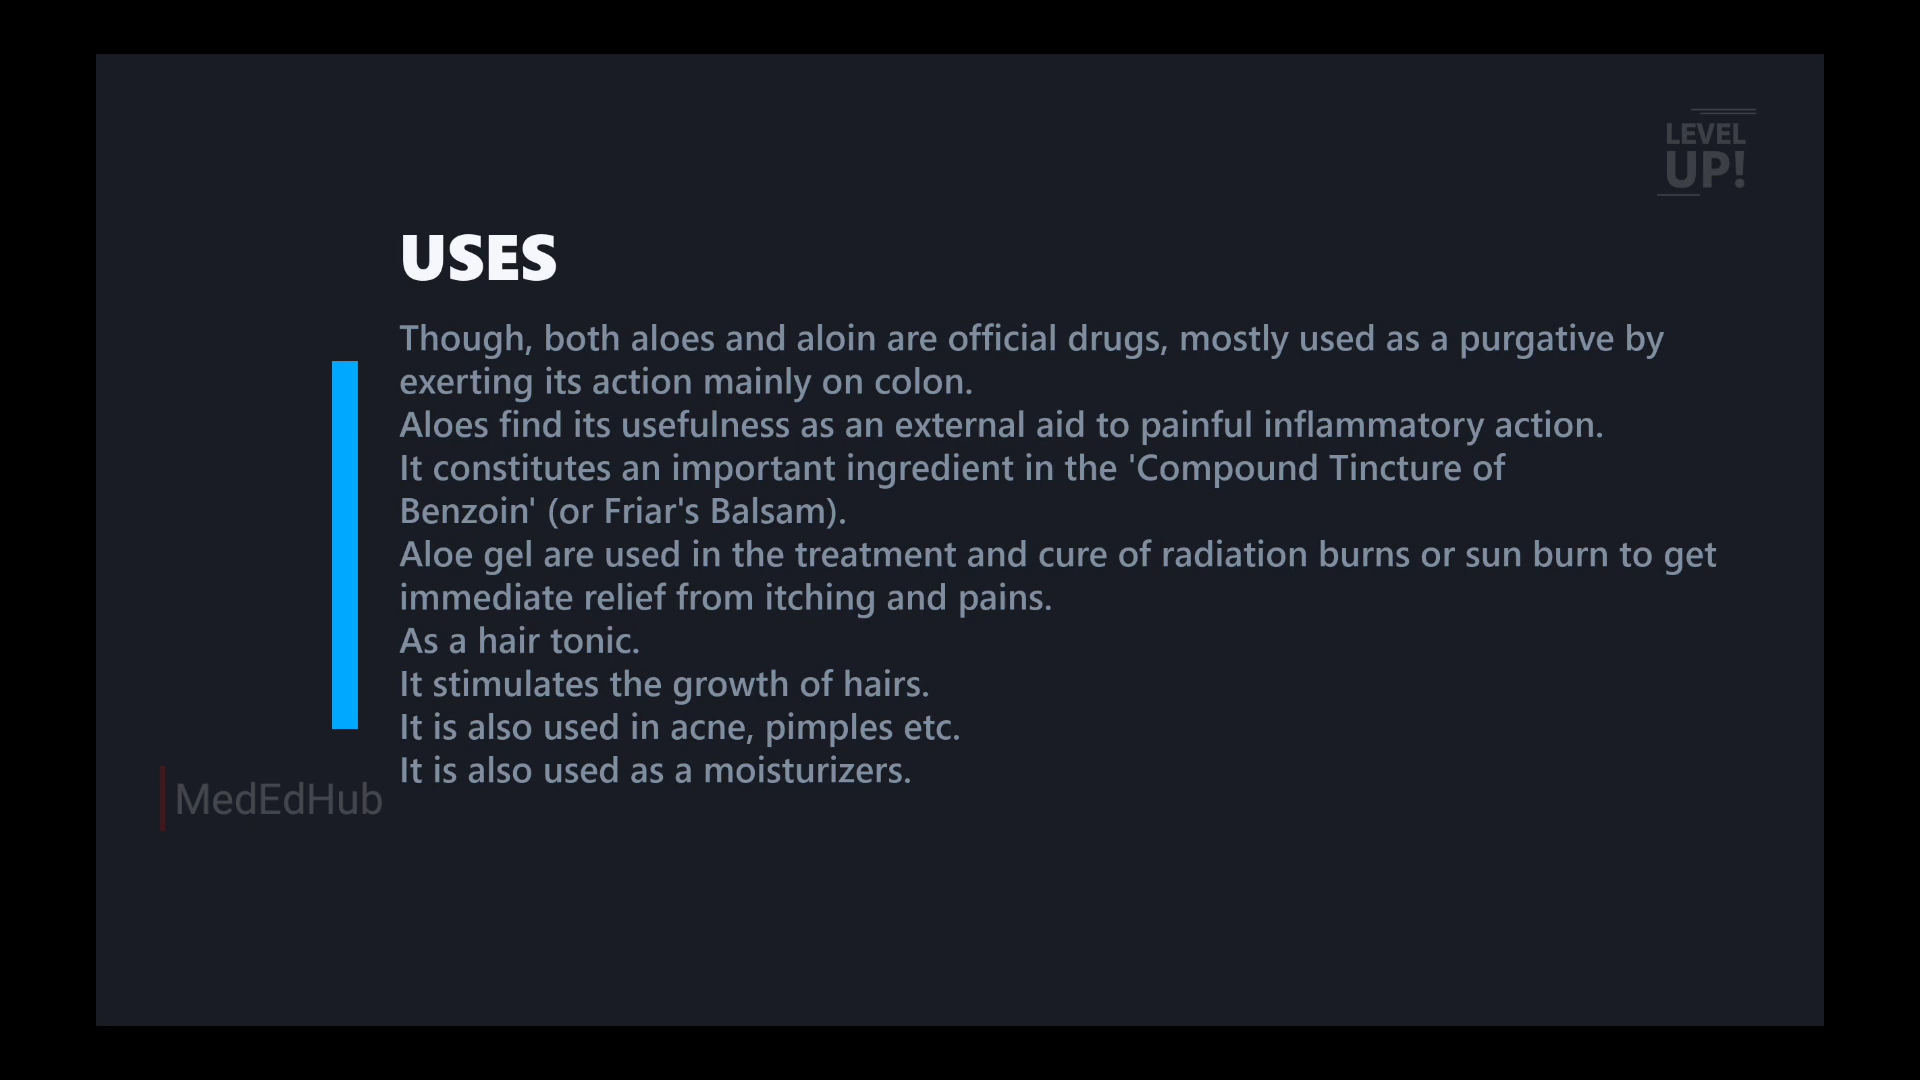 LEVEL
UP!
USES
Though, both aloes and aloin are official drugs, mostly used as a purgative by
exerting its action mainly on colon.
Aloes find its usefulness as an external aid to painful inflammatory action.
It constitutes an important ingredient in the 'Compound Tincture of
Benzoin' (or Friar's Balsam).
Aloe gel are used in the treatment and cure of radiation burns or sun burn to get
immediate relief from itching and pains.
As a hair tonic.
It stimulates the growth of hairs.
It is also used in acne, pimples etc.
It is also used as a moisturizers.
MedEdHub